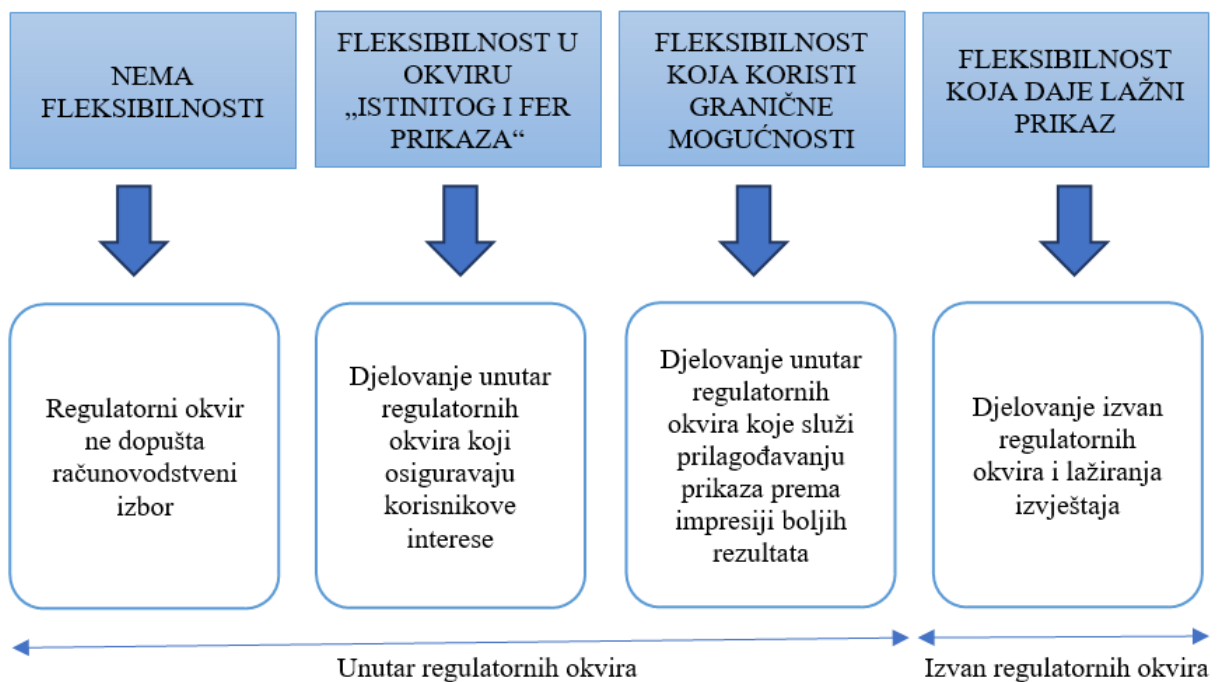 NEMA
FLEKSIBILNOSTI
FLEKSIBILNOST U
OKVIRU
„ISTINITOG I FER
PRIKAZA“
FLEKSIBILNOST
KOJA KORISTI
GRANIČNE
MOGUĆNOSTI
FLEKSIBILNOST
KOJA DAJE LAŽNI
PRIKAZ
Regulatorni okvir
ne dopušta
računovodstveni
izbor
Djelovanje unutar
regulatornih
okvira koji
osiguravaju
korisnikove
interese
Djelovanje unutar
regulatornih
okvira koje služi
prilagođavanju
prikaza prema
impresiji boljih
rezultata
Djelovanje izvan
regulatornih
okvira i lažiranja
izvještaja
Unutar regulatornih okvira
Izvan regulatornih okvira